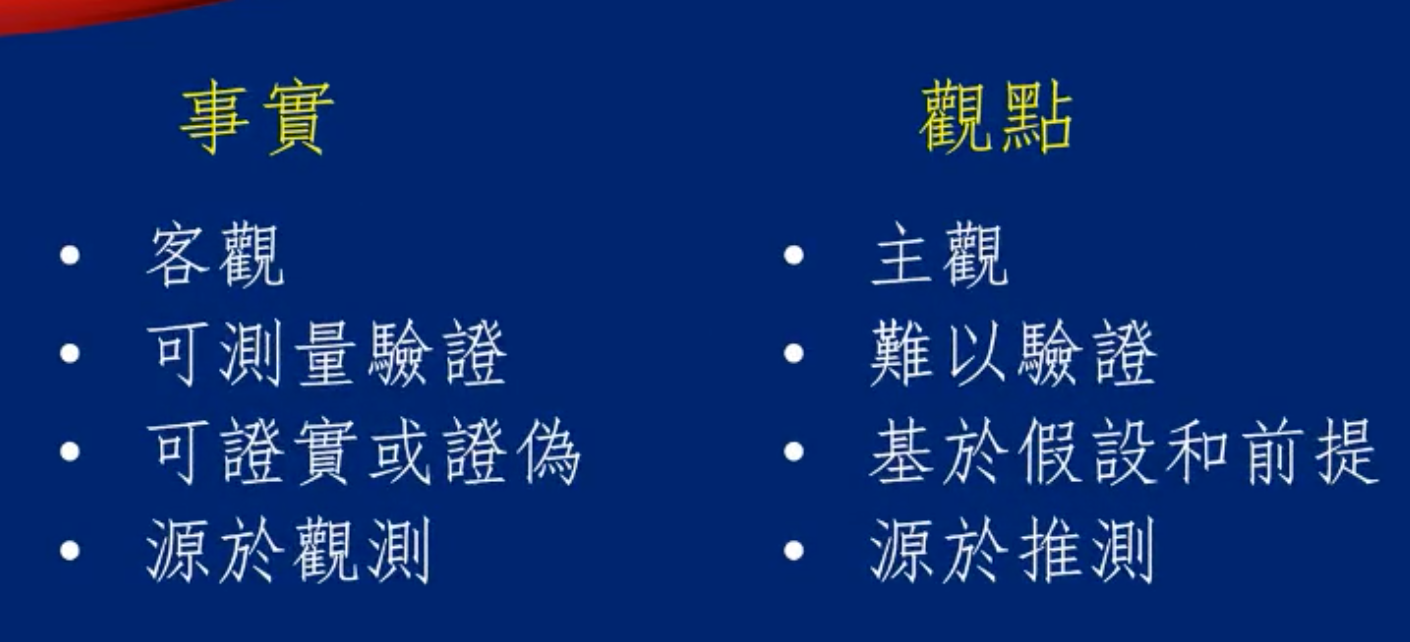 事實
客觀
可測量驗證
可證實或證偽
源於觀測
觀點
主觀
難以驗證
基於假設和前提
源於推測